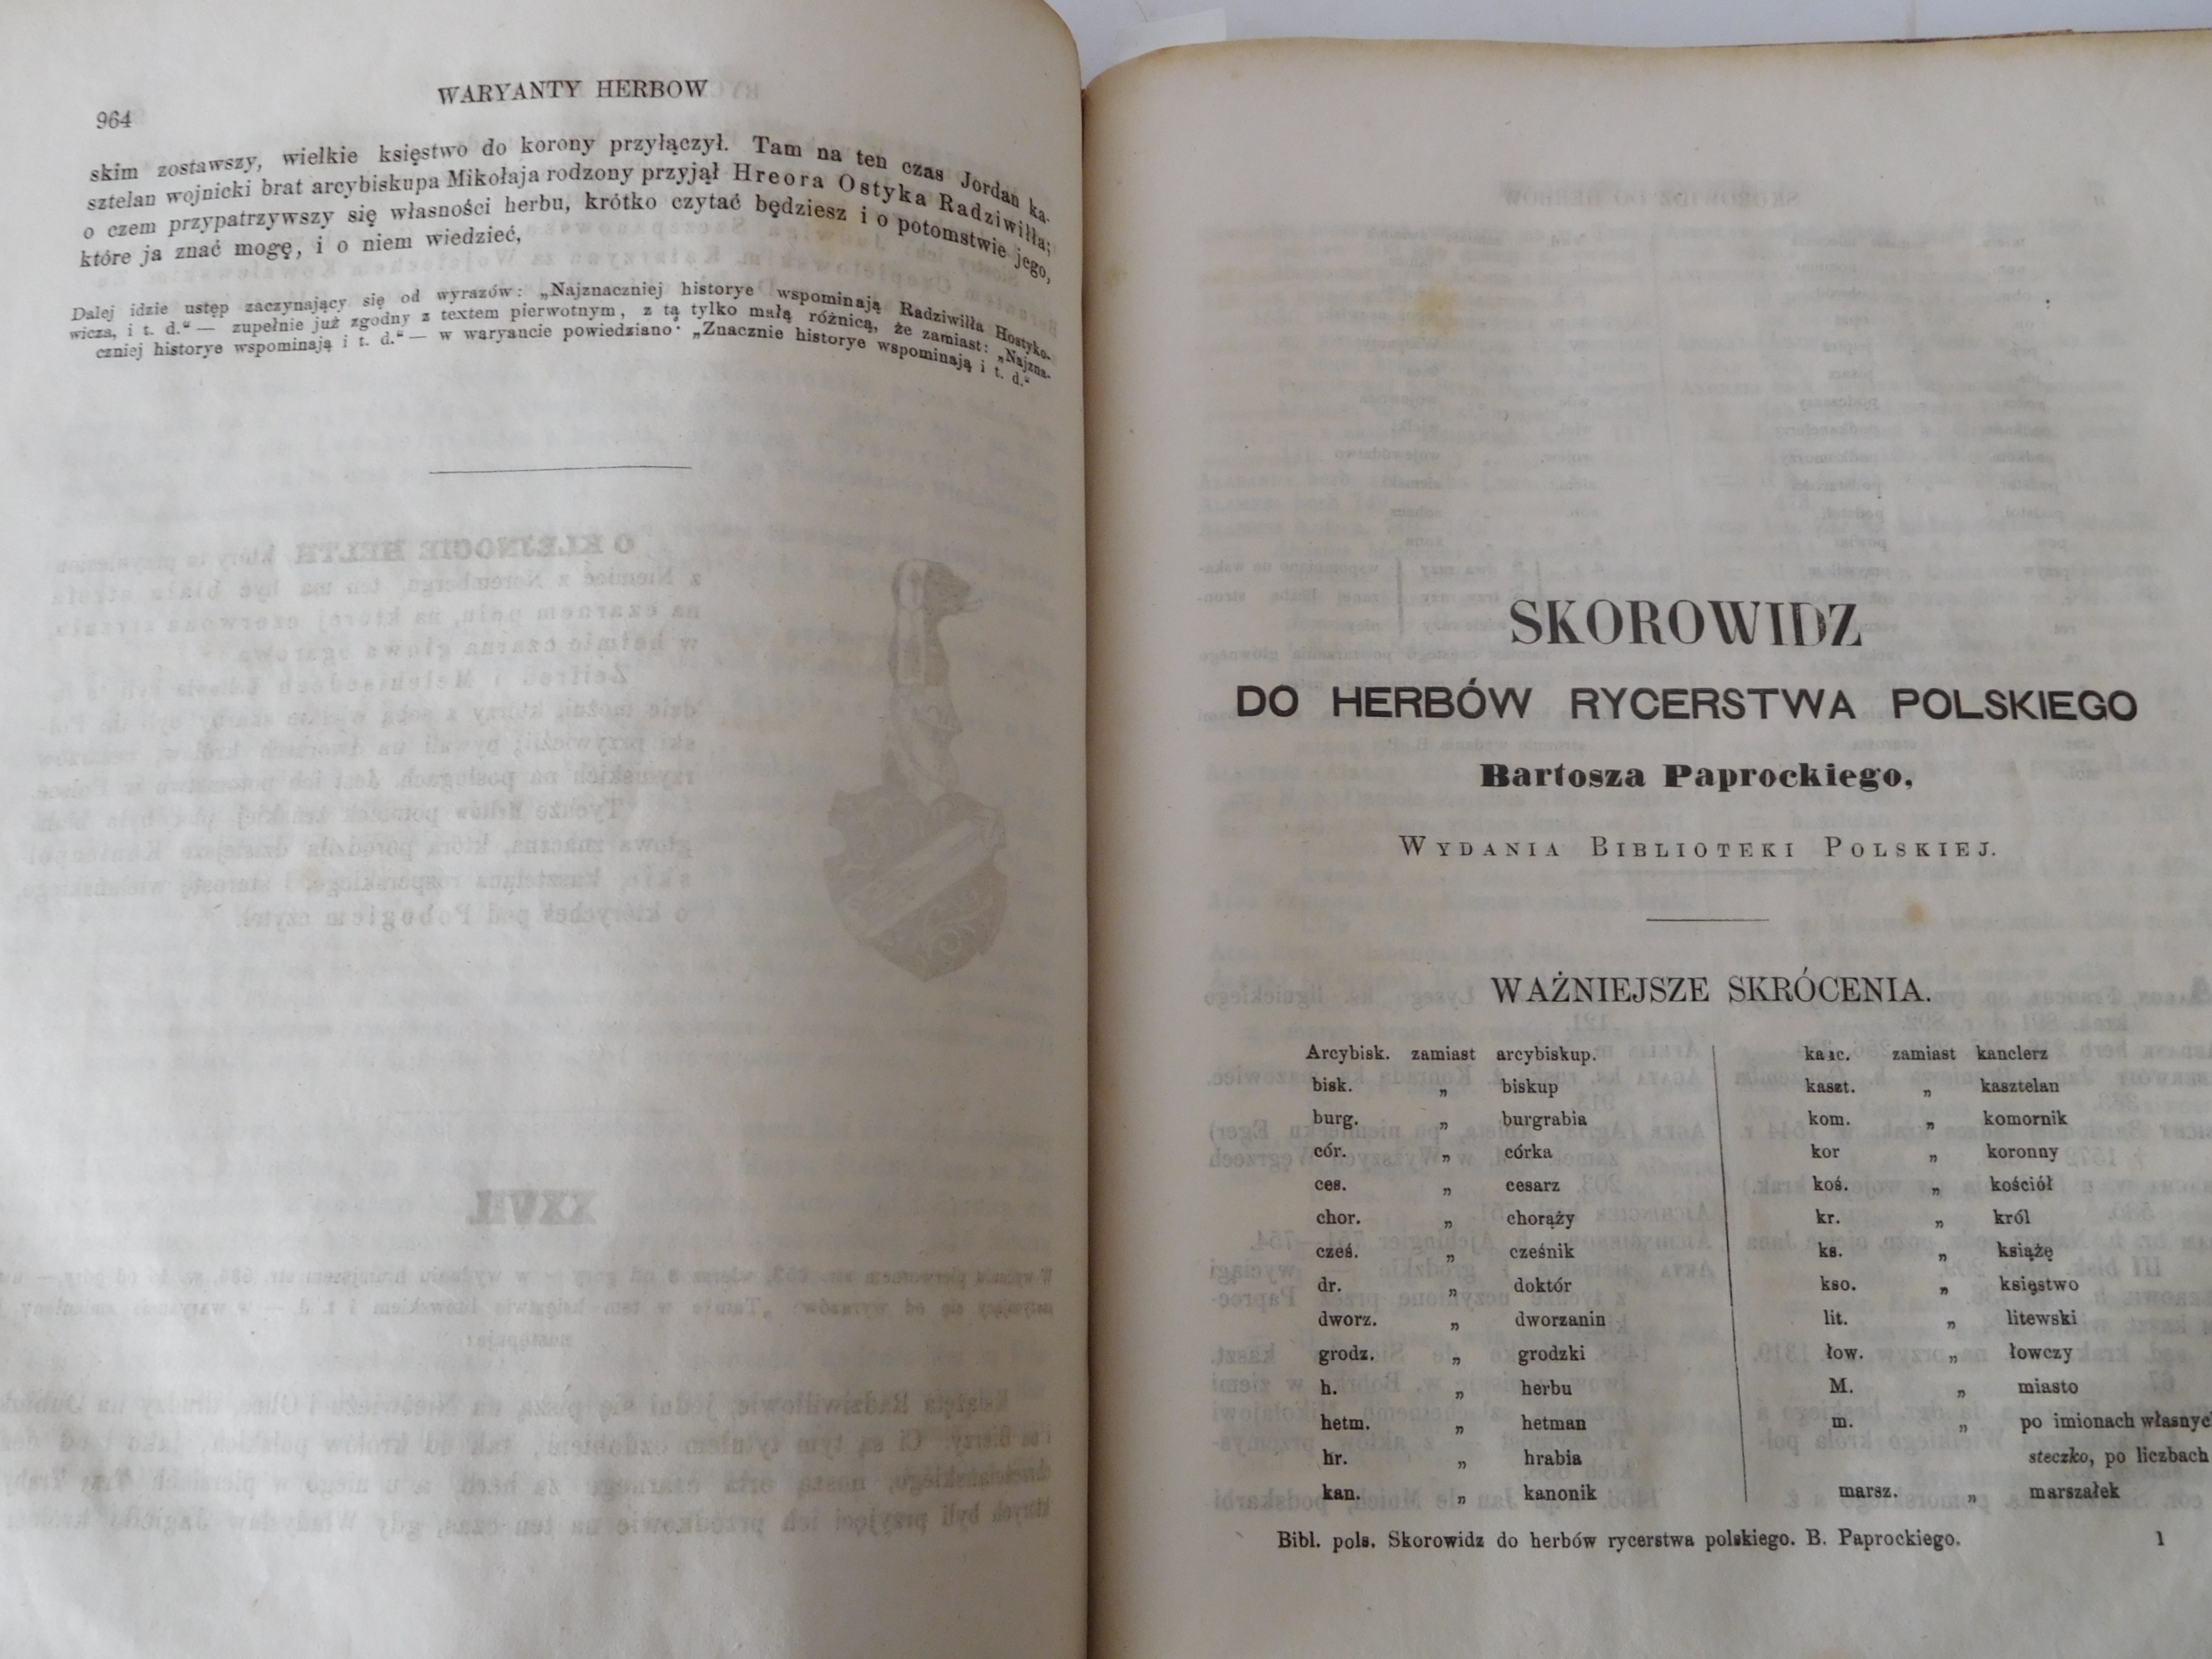 964
WARYANTY HERBOW
skim zostawszy, wielkie księstwo do korony przyłączył. Tam na ten czas Jordan ka-
sztelan wojnicki brat arcybiskupa Mikołaja rodzony przyjął Hreora Ostyka Radziwiłła;
o czem przypatrzywszy się własności herbu, krótko czytać będziesz i o potomstwie jego,
które ja znać mogę, i o niem wiedzieć,
Dalej idzie ustęp zaczynający się od wyrazów: „Najznaczniej historye wspominają Radziwiłła Hostyko-
wicza, i t. d.“ — zupełnie już zgodny z textem pierwotnym, z tą tylko małą różnicą, że zamiast: „Najzna-
czniej historye wspominają i t. d.“ — w waryancie powiedziano: „Znacznie historye wspominają i t. d.“
SKOROWIDZ
DO HERBÓW RYCERSTWA POLSKIEGO
Bartosza Paprockiego,
WYDANIA BIBLIOTEKI POLSKIEJ.
WAŻNIEJSZE SKRÓCENIA.
Arcybisk. zamiast arcybiskup.
bisk. „ biskup
burg. „ burgrabia
cór. „ córka
ces. „ cesarz
chor. „ chorąży
cześ. „ cześnik
dr. „ doktór
dworz. „ dworzanin
grodz. „ grodzki
h. „ herbu
hetm. „ hetman
hr. „ hrabia
kan. „ kanonik
kanc. zamiast kanclerz
kaszt. „ kasztelan
kom. „ komornik
kor „ koronny
koś. „ kościół
kr. „ król
ks. „ książę
kso. „ księstwo
lit. „ litewski
łow. „ łowczy
M. „ miasto
m. „ po imionach własnych
steczko, po liczbach
marsz. „ marszałek
Bibl. pols. Skorowidz do herbów rycerstwa polskiego. B. Paprockiego. 1